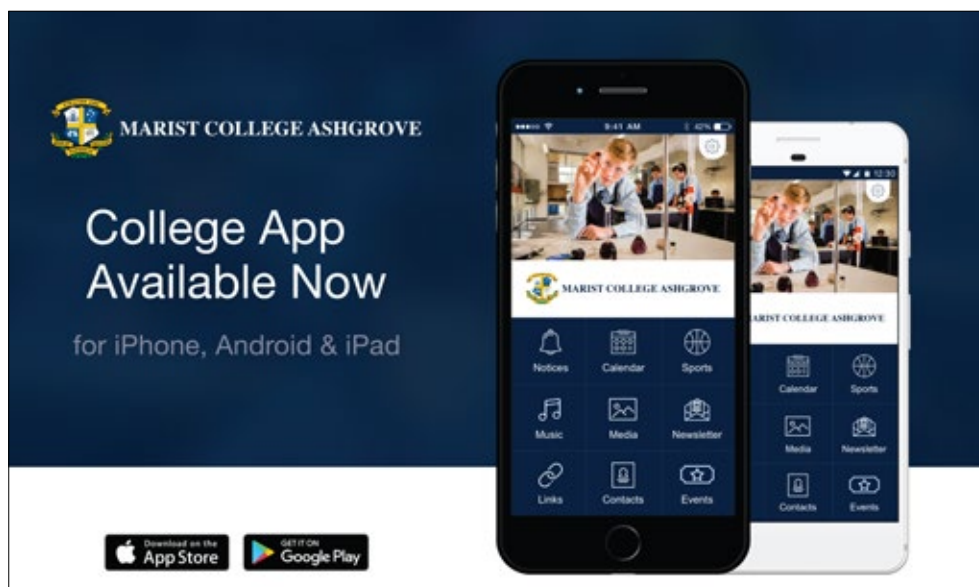 MARIST COLLEGE ASHGROVE
College App
Available Now
for iPhone, Android & iPad
Download on the
App Store
GET IT ON
Google Play
9:41 AM
42%
MARIST COLLEGE ASHGROVE
Notices Calendar Sports
Music Media Newsletter
Links Contacts Events
12:30
MARIST COLLEGE ASHGROVE
Calendar Sports
Media Newsletter
Contacts Events